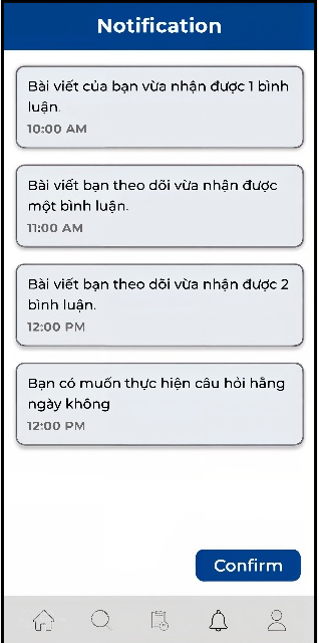 Notification
Bài viết của bạn vừa nhận được 1 bình
luận.
10:00 AM
Bài viết bạn theo dõi vừa nhận được
một bình luận.
11:00 AM
Bài viết bạn theo dõi vừa nhận được 2
bình luận.
12:00 PM
Bạn có muốn thực hiện câu hỏi hằng
ngày không
12:00 PM
Confirm